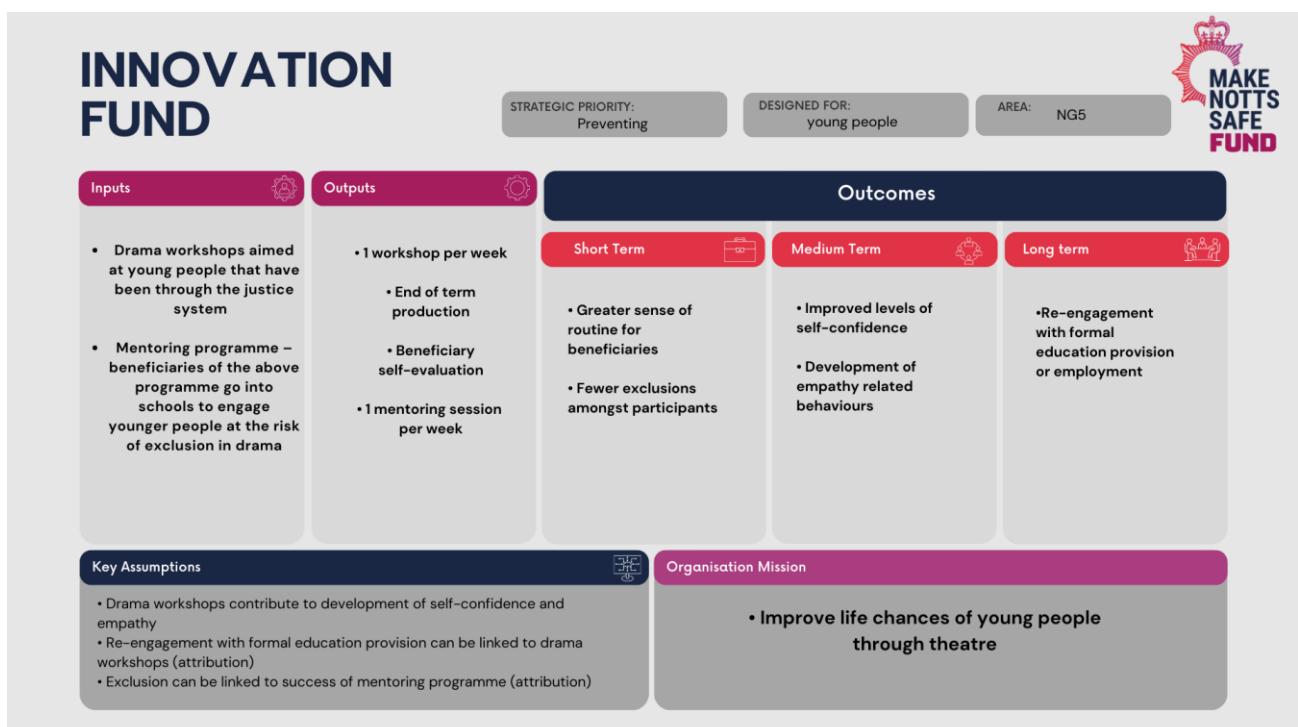 INNOVATION
FUND
STRATEGIC PRIORITY:
Preventing
DESIGNED FOR:
young people
AREA:
NG5
MAKE
NOTTS
SAFE
FUND
Inputs
• Drama workshops aimed
at young people that have
been through the justice
system
• Mentoring programme –
beneficiaries of the above
programme go into
schools to engage
younger people at the risk
of exclusion in drama
Outputs
• 1 workshop per week
• End of term
production
• Beneficiary
self-evaluation
• 1 mentoring session
per week
Outcomes
Short Term
• Greater sense of
routine for
beneficiaries
• Fewer exclusions
amongst participants
Medium Term
• Improved levels of
self-confidence
• Development of
empathy related
behaviours
Long term
•Re-engagement
with formal
education provision
or employment
Key Assumptions
• Drama workshops contribute to development of self-confidence and
empathy
• Re-engagement with formal education provision can be linked to drama
workshops (attribution)
• Exclusion can be linked to success of mentoring programme (attribution)
Organisation Mission
• Improve life chances of young people
through theatre